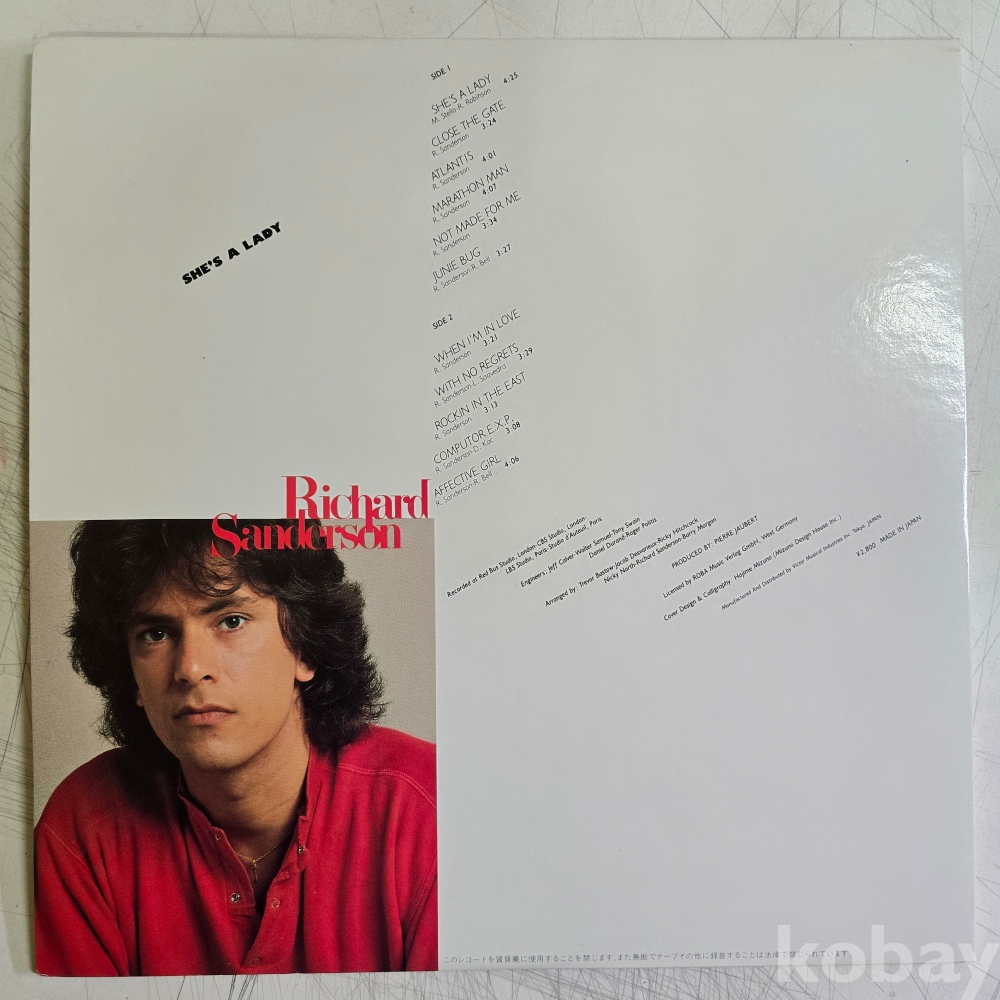 SHE'S A LADY
SIDE 1
SHE'S A LADY 4:25
M. Stelio-R. Robinson
CLOSE THE GATE
R. Sanderson 3:24
ATLANTIS
R. Sanderson 4:01
MARATHON MAN
R. Sanderson 4:07
NOT MADE FOR ME
R. Sanderson 3:34
JUNIE BUG
R. Sanderson-R. Bell 3:27
SIDE 2
WHEN I'M IN LOVE
R. Sanderson 3:21
WITH NO REGRETS
R. Sanderson-L. Saavedra 3:29
ROCKIN IN THE EAST
R. Sanderson 3:13
COMPUTOR E.X.P.
R. Sanderson-D. Kac 3:08
AFFECTIVE GIRL
R. Sanderson-R. Bell 4:06
Richard
Sanderson
Recorded at Red Bus Studio, London-CBS Studio, London-
LBS Studio, Paris-Studio d'Auteuil, Paris.
Engineers: Jeff Calver-Walter Samuel-Tony Swain
Daniel Durand-Roger Politis
Arranged by: Trevor Bastow-Jacob Desvarieux-Ricky Hitchcock
Nicky North-Richard Sanderson-Barry Morgan
PRODUCED BY: PIERRE JAUBERT
Licensed by ROBA Music Verlag GmbH, West Germany
Cover Design & Calligraphy: Hajime Mizuno (Mizuno Design House Inc.)
Manufactured And Distributed by Victor Musical Industries Inc. Tokyo, JAPAN
¥2,800 MADE IN JAPAN
このレコードを賃貸業に使用することを禁じます。また無断でテープその他に録音することは法律で禁じられています。
kobay